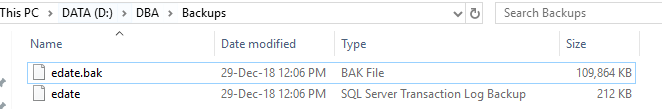 This PC > DATA (D:) > DBA > Backups Search Backups
Name Date modified Type Size
edate.bak 29-Dec-18 12:06 PM BAK File 109,864 KB
edate 29-Dec-18 12:06 PM SQL Server Transaction Log Backup 212 KB